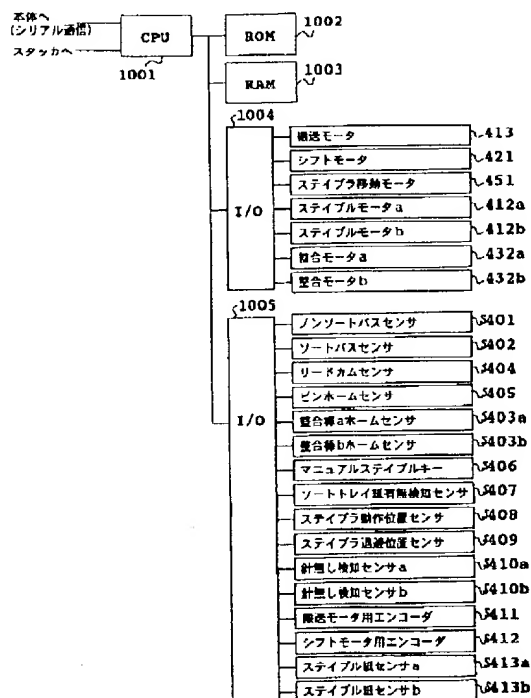 本体へ
(シリアル通信)
スタッカへ
CPU
1001
ROM
1002
RAM
1003
1004
I/O
搬送モータ 413
シフトモータ 421
ステイプラ移動モータ 451
ステイプルモータa 412a
ステイプルモータb 412b
整合モータa 432a
整合モータb 432b
1005
I/O
ノンソートパスセンサ S401
ソートパスセンサ S402
リードカムセンサ S404
ビンホームセンサ S405
整合棒aホームセンサ S403a
整合棒bホームセンサ S403b
マニュアルステイプルキー S406
ソートトレイ紙有無検知センサ S407
ステイプラ動作位置センサ S408
ステイプラ退避位置センサ S409
針無し検知センサa S410a
針無し検知センサb S410b
搬送モータ用エンコーダ S411
シフトモータ用エンコーダ S412
ステイプル紙センサa S413a
ステイプル紙センサb S413b